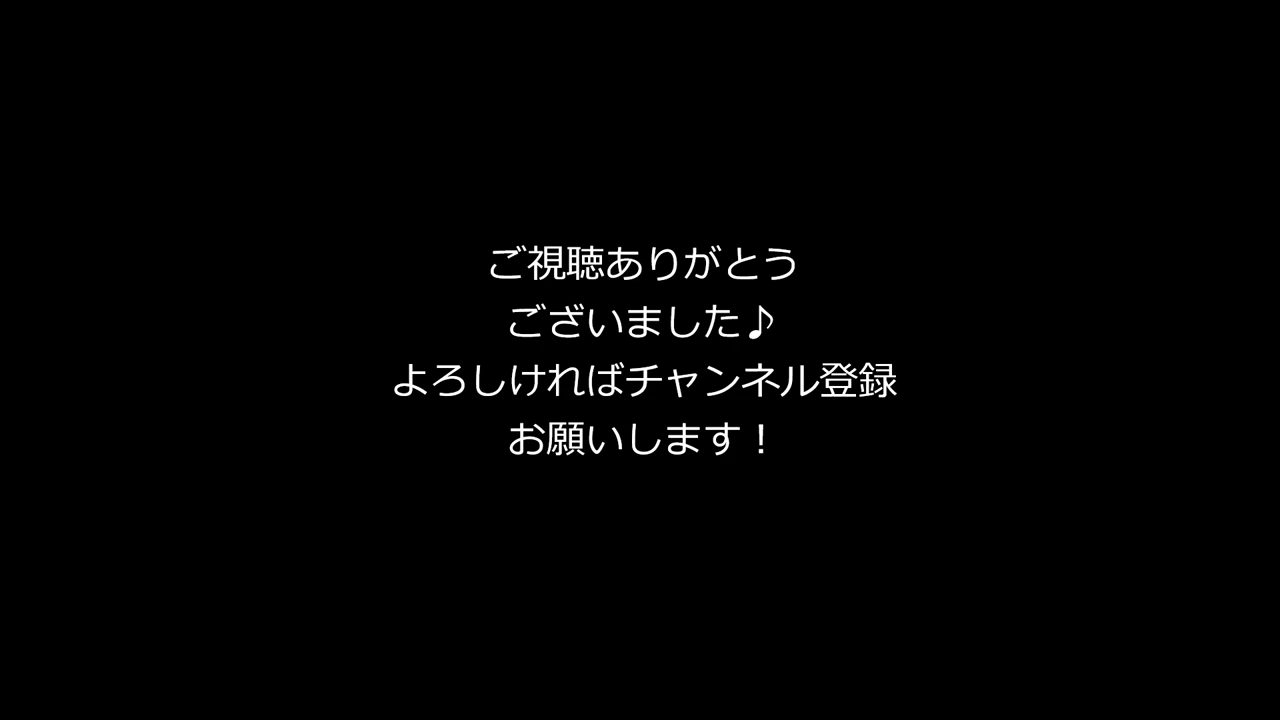 ご視聴ありがとう
ございました♪
よろしければチャンネル登録
お願いします！